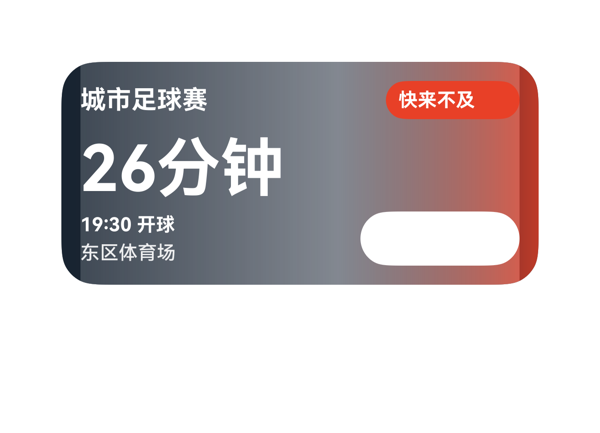 城市足球赛
快来不及
26分钟
19:30 开球
东区体育场